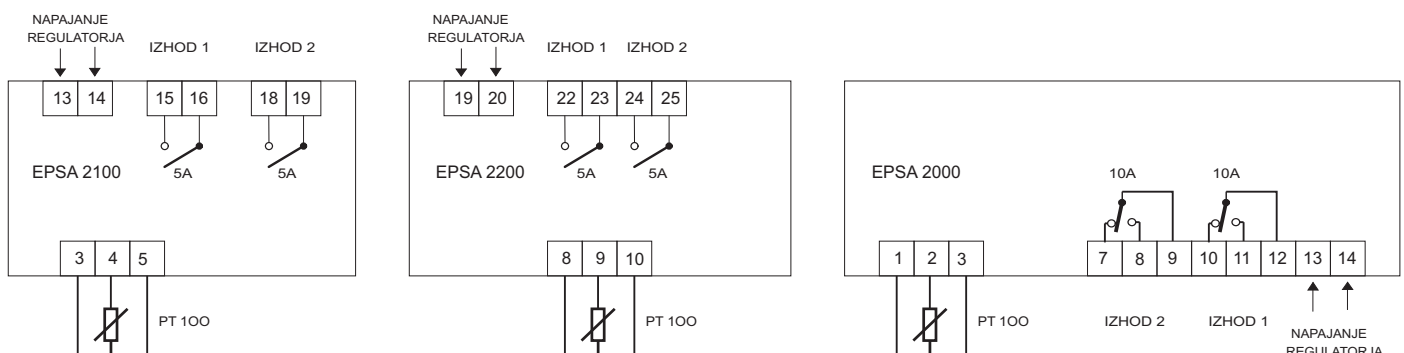 NAPAJANJE
REGULATORJA
IZHOD 1 IZHOD 2
13 14 15 16 18 19
EPSA 2100
5A 5A
3 4 5
PT 1OO
NAPAJANJE
REGULATORJA
IZHOD 1 IZHOD 2
19 20 22 23 24 25
EPSA 2200
5A 5A
8 9 10
PT 1OO
EPSA 2000
10A 10A
1 2 3 7 8 9 10 11 12 13 14
PT 1OO
IZHOD 2 IZHOD 1
NAPAJANJE
REGULATORJA